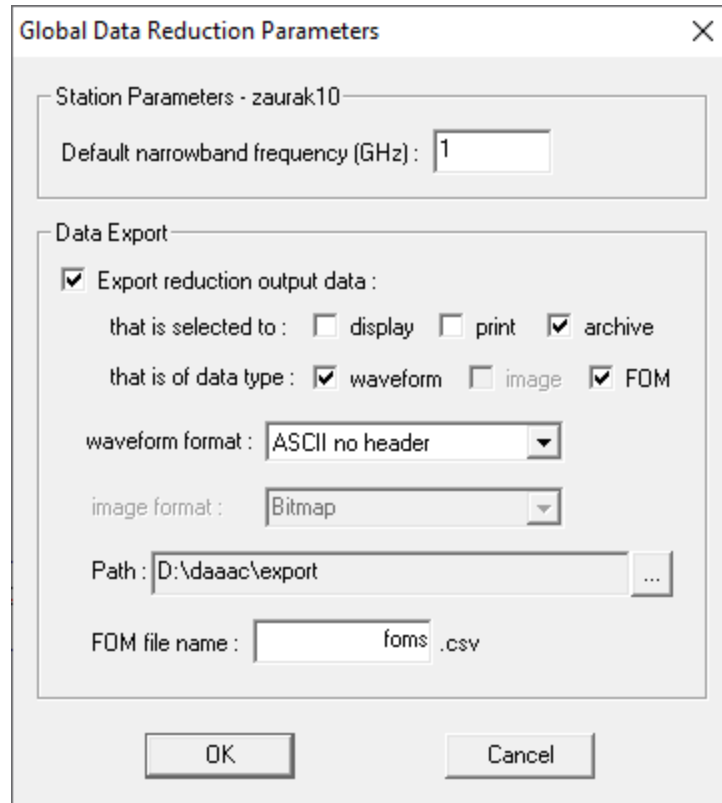 Global Data Reduction Parameters
Station Parameters - zaurak10
Default narrowband frequency (GHz) : 1
Data Export
Export reduction output data :
that is selected to : display print archive
that is of data type : waveform image FOM
waveform format : ASCII no header
image format : Bitmap
Path : D:\daaac\export ...
FOM file name : foms .csv
OK Cancel